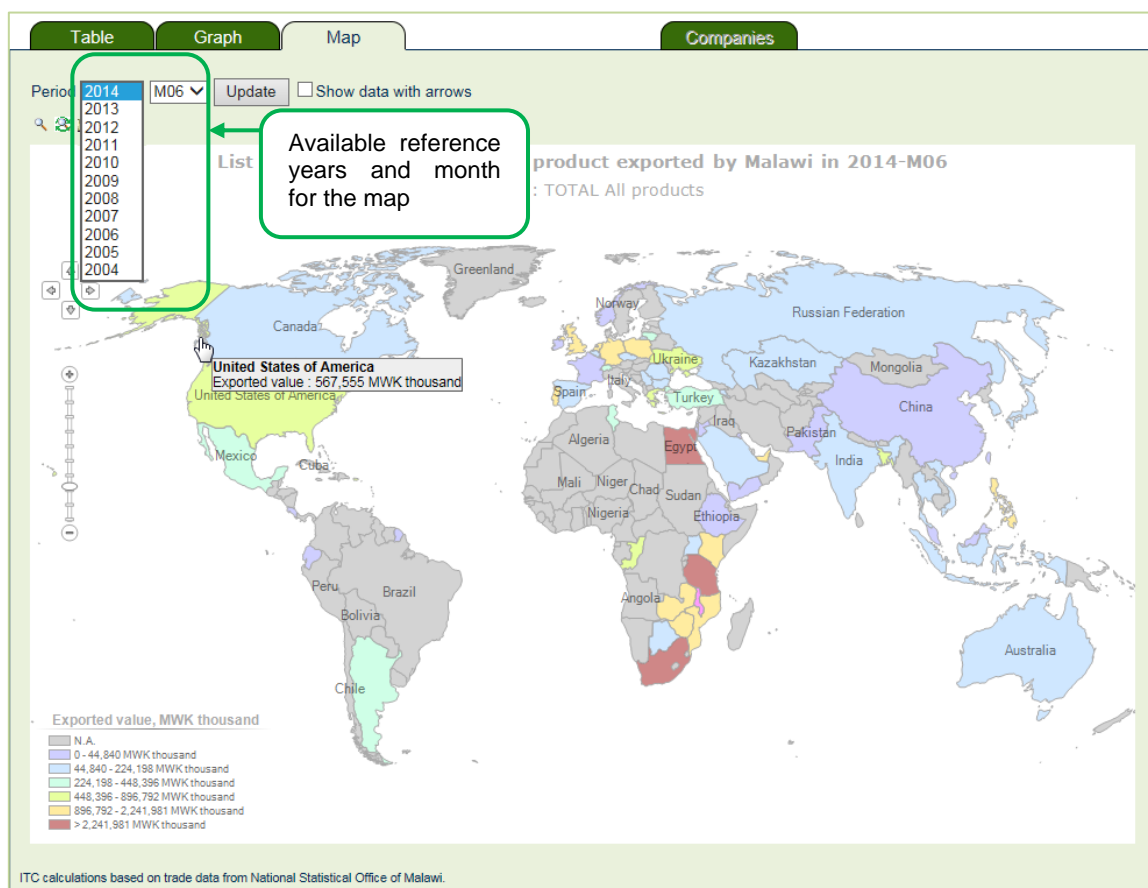 Table Graph Map Companies
Period 2014 M06 Update Show data with arrows
2013
2012
2011
2010
2009
2008
2007
2006
2005
2004
Available reference
years and month
for the map
List product exported by Malawi in 2014-M06
: TOTAL All products
Greenland
Norway
Russian Federation
Canada
United States of America
Exported value : 567,555 MWK thousand
Ukraine
Kazakhstan
Mongolia
United States of America
Spain
Italy
Turkey
China
Iraq
Pakistan
Mexico
Cuba
Algeria
Egypt
India
Mali
Niger
Chad
Sudan
Nigeria
Ethiopia
Peru
Brazil
Angola
Bolivia
Australia
Chile
Exported value, MWK thousand
N.A.
0 - 44,840 MWK thousand
44,840 - 224,198 MWK thousand
224,198 - 448,396 MWK thousand
448,396 - 896,792 MWK thousand
896,792 - 2,241,981 MWK thousand
> 2,241,981 MWK thousand
ITC calculations based on trade data from National Statistical Office of Malawi.